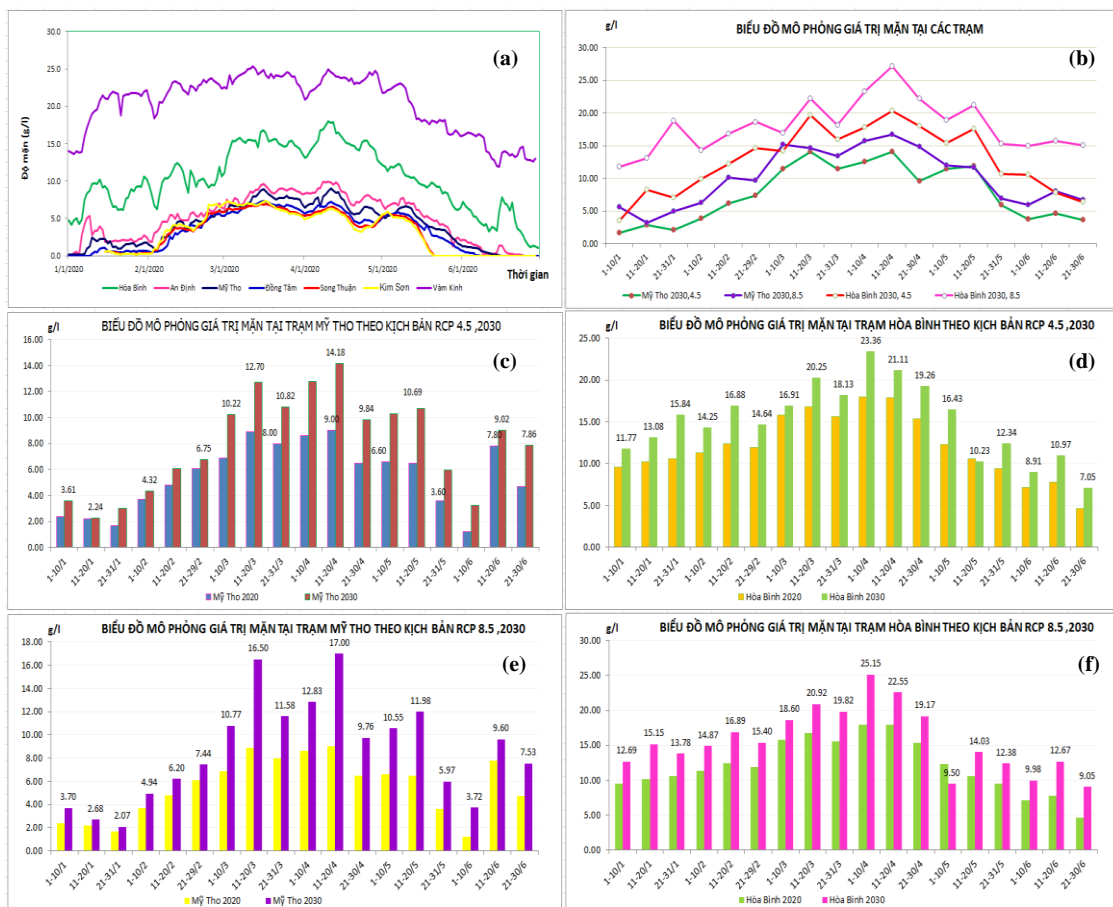 30.0
25.0
20.0
15.0
10.0
5.0
0.0
Độ mặn (g/l)
(a)
1/1/2020 2/1/2020 3/1/2020 4/1/2020 5/1/2020 6/1/2020 Thời gian
Hòa Bình An Định Mỹ Tho Đồng Tâm Song Thuận Kim Sơn Vàm Kinh
g/l BIỂU ĐỒ MÔ PHỎNG GIÁ TRỊ MẶN TẠI CÁC TRẠM
(b)
30.00
25.00
20.00
15.00
10.00
5.00
0.00
1-10/1 11-20/1 21-31/1 1-10/2 11-20/2 21-29/2 1-10/3 11-20/3 21-31/3 1-10/4 11-20/4 21-30/4 1-10/5 11-20/5 21-31/5 1-10/6 11-20/6 21-30/6
Mỹ Tho 2030,4.5 Mỹ Tho 2030,8.5 Hòa Bình 2030, 4.5 Hòa Bình 2030, 8.5
g/l BIỂU ĐỒ MÔ PHỎNG GIÁ TRỊ MẶN TẠI TRẠM MỸ THO THEO KỊCH BẢN RCP 4.5 ,2030
(c)
16.00
14.00
12.00
10.00
8.00
6.00
4.00
2.00
0.00
3.61 2.24 4.32 6.75 10.22 12.70 8.00 10.82 9.00 14.18 9.84 6.60 10.69 3.60 7.80 9.02 7.86
1-10/1 11-20/1 21-31/1 1-10/2 11-20/2 21-29/2 1-10/3 11-20/3 21-31/3 1-10/4 11-20/4 21-30/4 1-10/5 11-20/5 21-31/5 1-10/6 11-20/6 21-30/6
Mỹ Tho 2020 Mỹ Tho 2030
g/l BIỂU ĐỒ MÔ PHỎNG GIÁ TRỊ MẶN TẠI TRẠM HÒA BÌNH THEO KỊCH BẢN RCP 4.5 ,2030
(d)
25.00
20.00
15.00
10.00
5.00
0.00
11.77 13.08 15.84 14.25 16.88 14.64 16.91 20.25 18.13 23.36 21.11 19.26 16.43 10.23 12.34 8.91 10.97 7.05
1-10/1 11-20/1 21-31/1 1-10/2 11-20/2 21-29/2 1-10/3 11-20/3 21-31/3 1-10/4 11-20/4 21-30/4 1-10/5 11-20/5 21-31/5 1-10/6 11-20/6 21-30/6
Hòa Bình 2020 Hòa Bình 2030
g/l BIỂU ĐỒ MÔ PHỎNG GIÁ TRỊ MẶN TẠI TRẠM MỸ THO THEO KỊCH BẢN RCP 8.5 ,2030
(e)
18.00
16.00
14.00
12.00
10.00
8.00
6.00
4.00
2.00
0.00
3.70 2.68 2.07 4.94 6.20 7.44 10.77 16.50 11.58 12.83 17.00 9.76 10.55 11.98 5.97 3.72 9.60 7.53
1-10/1 11-20/1 21-31/1 1-10/2 11-20/2 21-29/2 1-10/3 11-20/3 21-31/3 1-10/4 11-20/4 21-30/4 1-10/5 11-20/5 21-31/5 1-10/6 11-20/6 21-30/6
Mỹ Tho 2020 Mỹ Tho 2030
g/l BIỂU ĐỒ MÔ PHỎNG GIÁ TRỊ MẶN TẠI TRẠM HÒA BÌNH THEO KỊCH BẢN RCP 8.5 ,2030
(f)
30.00
25.00
20.00
15.00
10.00
5.00
0.00
12.69 15.15 13.78 14.87 16.89 15.40 18.60 20.92 19.82 25.15 22.55 19.17 9.50 14.03 12.38 9.98 12.67 9.05
1-10/1 11-20/1 21-31/1 1-10/2 11-20/2 21-29/2 1-10/3 11-20/3 21-31/3 1-10/4 11-20/4 21-30/4 1-10/5 11-20/5 21-31/5 1-10/6 11-20/6 21-30/6
Hòa Bình 2020 Hòa Bình 2030